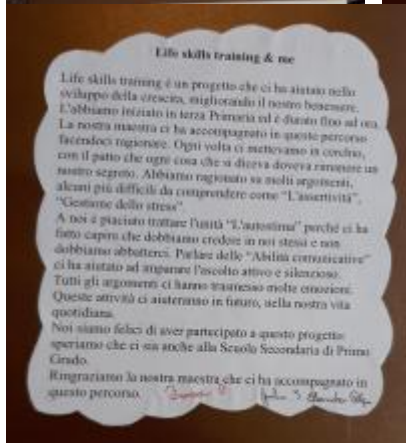 Life skills training & me
Life skills training è un progetto che ci ha aiutato nello
sviluppo della crescita, migliorando il nostro benessere.
L'abbiamo iniziato in terza Primaria ed è durato fino ad ora.
La nostra maestra ci ha accompagnato in questo percorso
facendoci ragionare. Ogni volta ci mettevamo in cerchio,
con il patto che ogni cosa che si diceva doveva rimanere un
nostro segreto. Abbiamo ragionato su molti argomenti,
alcuni più difficili da comprendere come "L'assertività",
"Gestione dello stress".
A noi è piaciuto trattare l'unità "L'autostima" perché ci ha
fatto capire che dobbiamo credere in noi stessi e non
dobbiamo abbatterci. Parlare delle "Abilità comunicative"
ci ha aiutato ad imparare l'ascolto attivo e silenzioso.
Tutti gli argomenti ci hanno trasmesso molte emozioni.
Queste attività ci aiuteranno in futuro, nella nostra vita
quotidiana.
Noi siamo felici di aver partecipato a questo progetto
speriamo che ci sia anche alla Scuola Secondaria di Primo
Grado.
Ringraziamo la nostra maestra che ci ha accompagnato in
questo percorso.